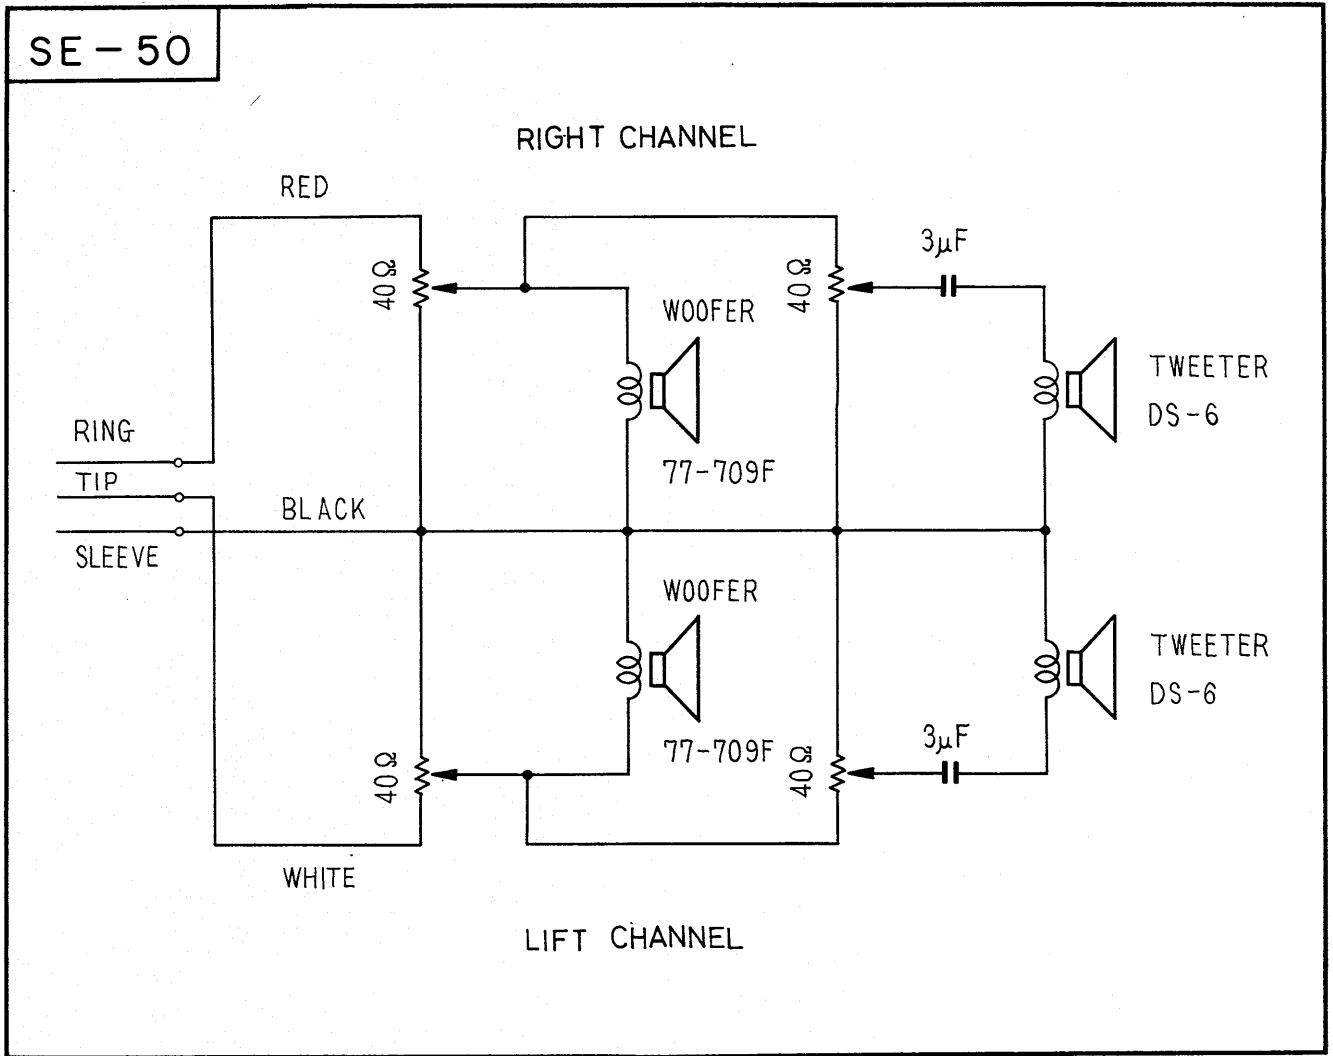 SE-50
RIGHT CHANNEL
RED
40Ω
WOOFER
77-709F
40Ω
3µF
TWEETER
DS-6
RING
TIP
SLEEVE
BLACK
WOOFER
77-709F
40Ω
40Ω
3µF
TWEETER
DS-6
WHITE
LIFT CHANNEL